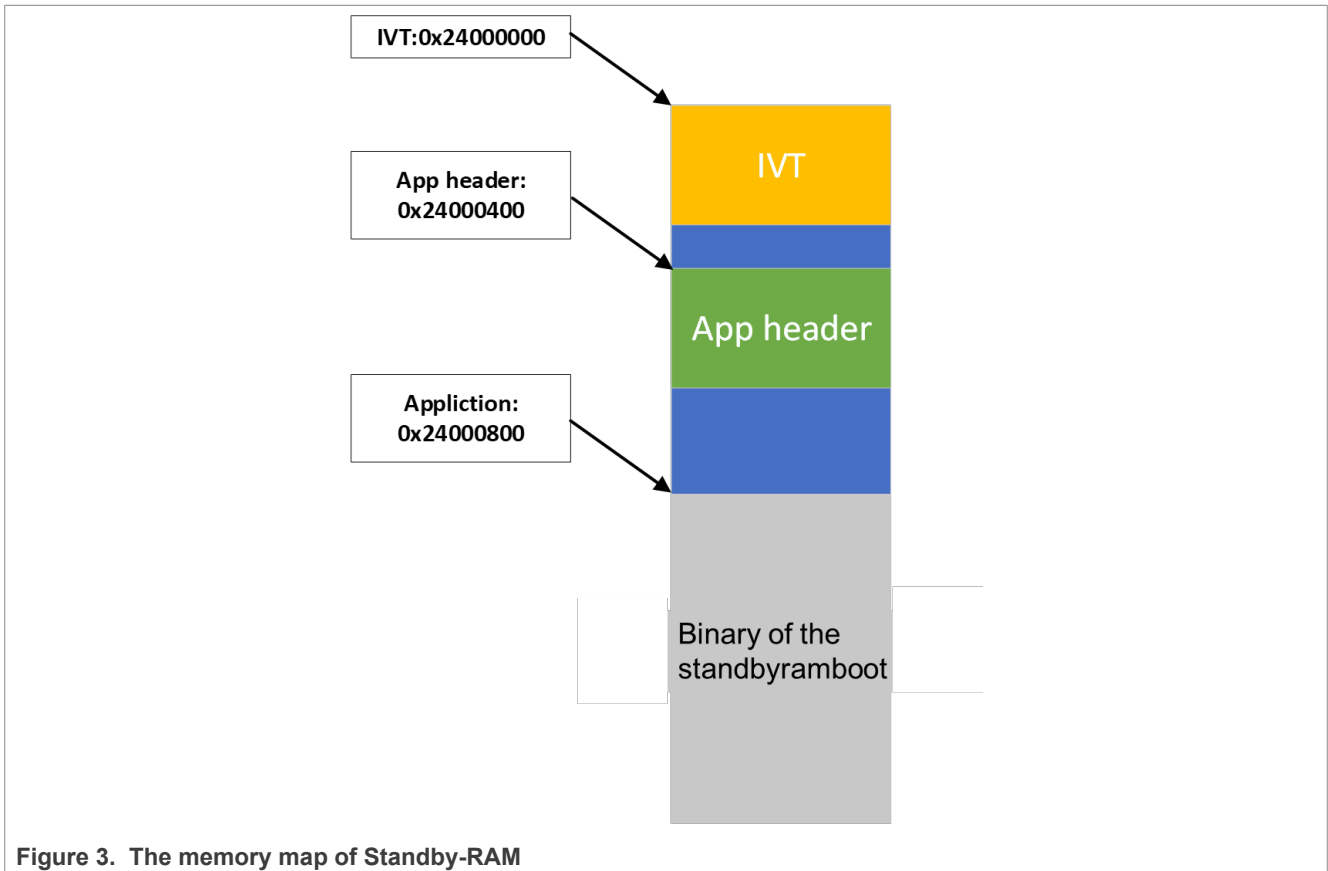 IVT:0x24000000
IVT
App header:
0x24000400
App header
Appliction:
0x24000800
Binary of the
standbyramboot
Figure 3. The memory map of Standby-RAM